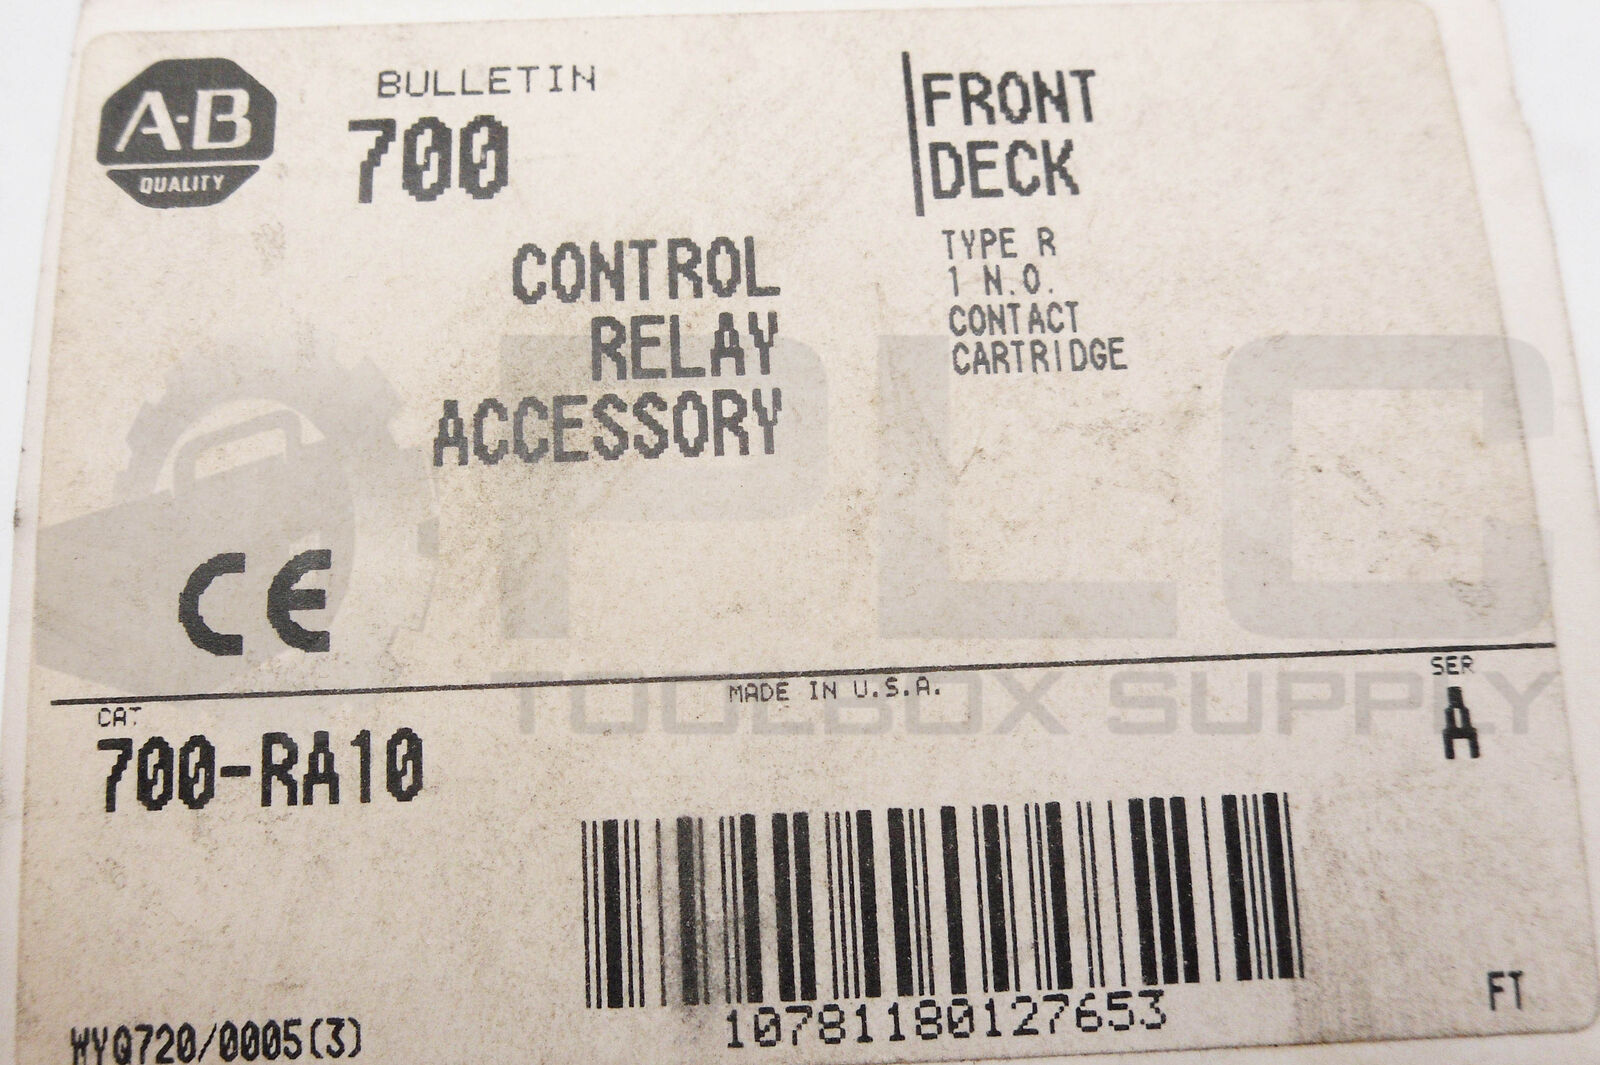 A-B
QUALITY
BULLETIN
700
CONTROL
RELAY
ACCESSORY
FRONT
DECK
TYPE R
1 N.O.
CONTACT
CARTRIDGE
PLC
TOOLBOX SUPPLY
CE
MADE IN U.S.A.
CAT
700-RA10
SER
A
10781180127653
WYQ720/0005(3)
FT